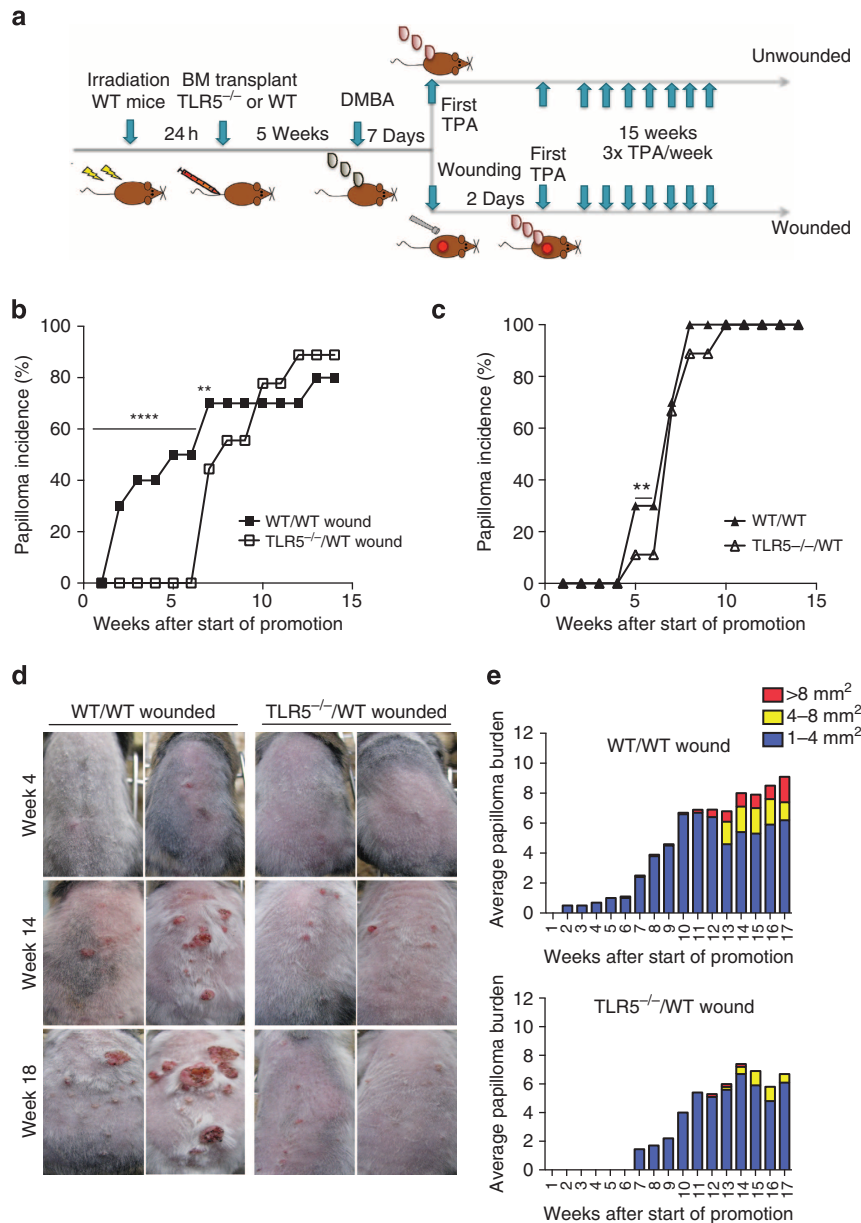 a
Irradiation
WT mice
BM transplant
TLR5⁻/⁻ or WT
DMBA
24 h
5 Weeks
7 Days
First
TPA
Unwounded
15 weeks
3x TPA/week
Wounding
First
TPA
2 Days
Wounded
b
Papilloma incidence (%)
100
80
60
40
20
0
****
**
WT/WT wound
TLR5⁻/⁻/WT wound
0
5
10
15
Weeks after start of promotion
c
Papilloma incidence (%)
100
80
60
40
20
0
**
WT/WT
TLR5–/–/WT
0
5
10
15
Weeks after start of promotion
d
WT/WT wounded
TLR5⁻/⁻/WT wounded
Week 4
Week 14
Week 18
e
>8 mm²
4–8 mm²
1–4 mm²
WT/WT wound
Average papilloma burden
12
10
8
6
4
2
0
1 2 3 4 5 6 7 8 9 10 11 12 13 14 15 16 17
Weeks after start of promotion
TLR5⁻/⁻/WT wound
Average papilloma burden
12
10
8
6
4
2
0
1 2 3 4 5 6 7 8 9 10 11 12 13 14 15 16 17
Weeks after start of promotion